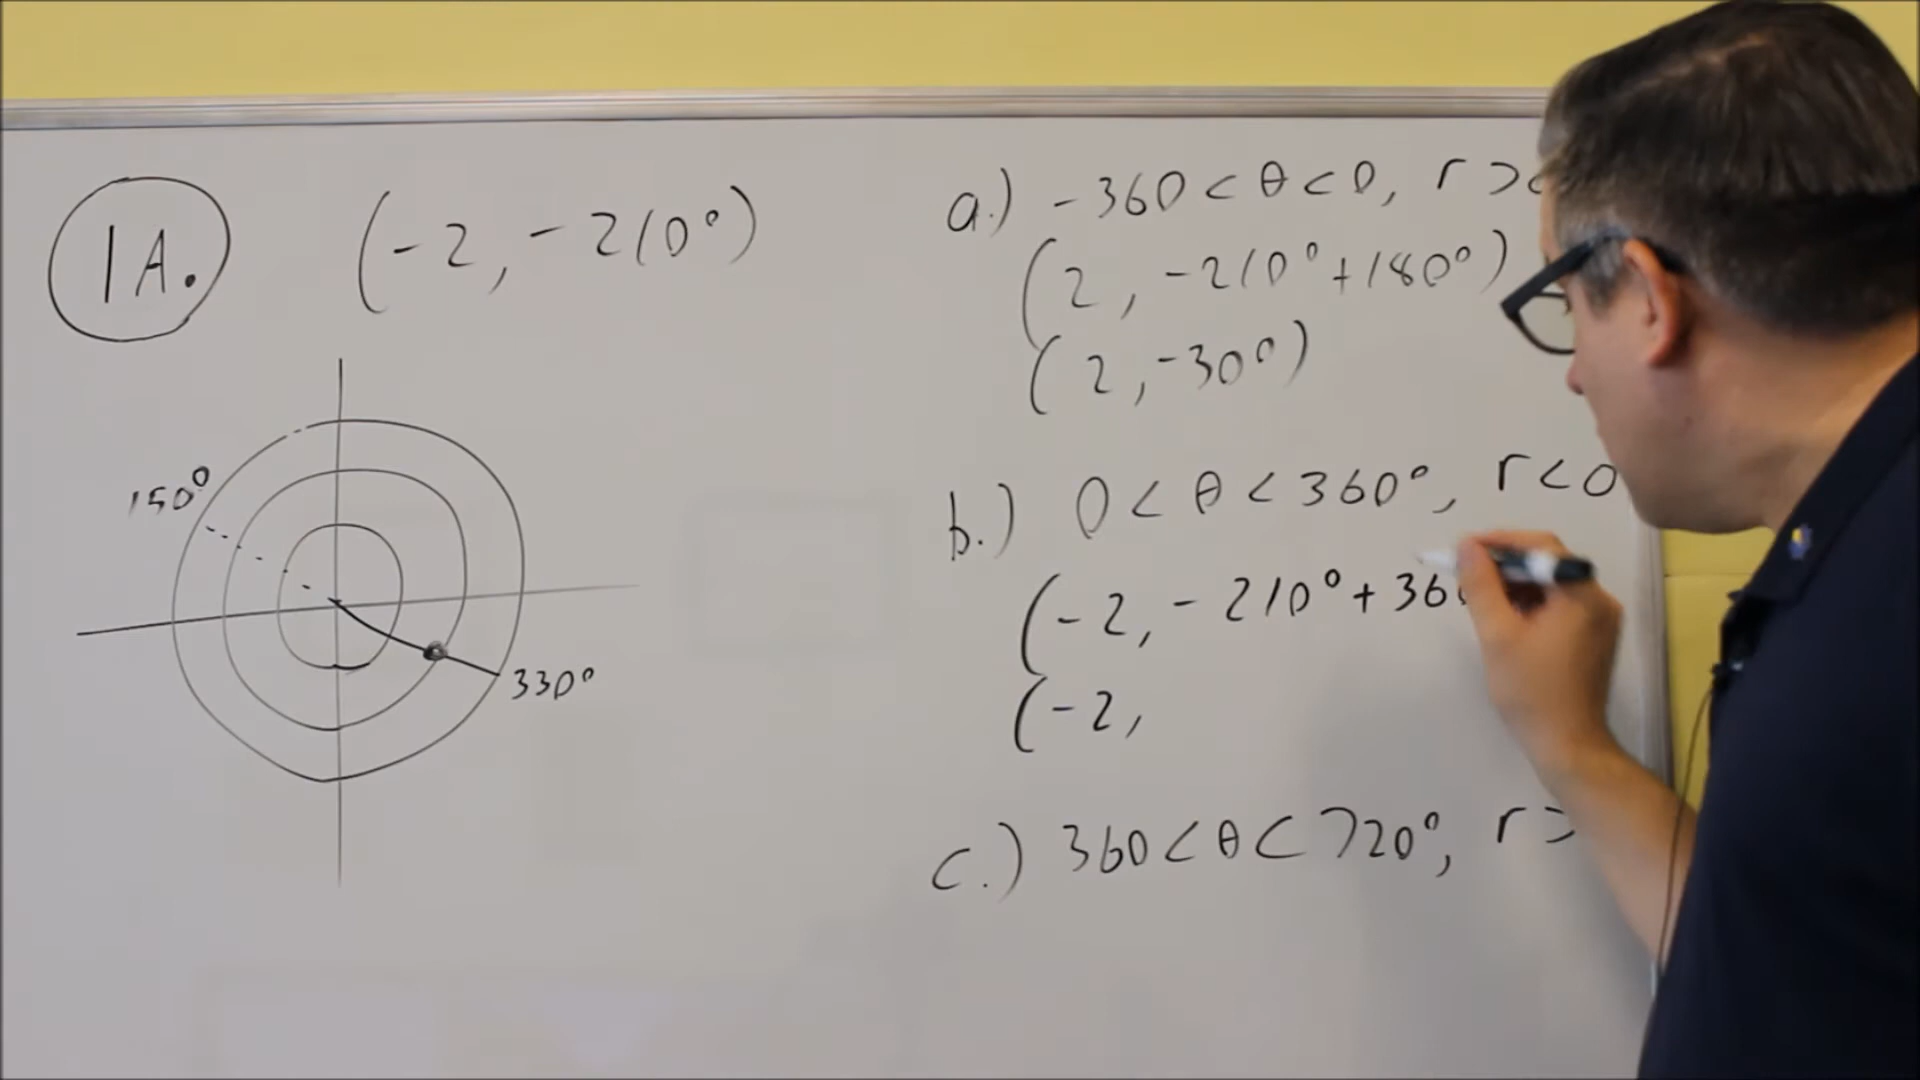 1A. (-2, -210°)
150°
330°
a.) -360 < θ < 0, r >
(2, -210° + 180°)
(2, -30°)
b.) 0 < θ < 360°, r < 0
(-2, -210° + 36
(-2,
c.) 360 < θ < 720°, r >